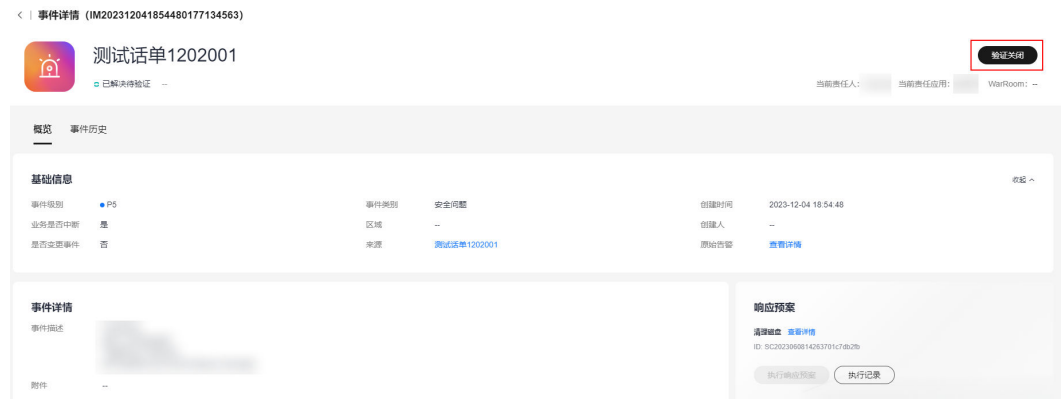 事件详情（IM202312041854480177134563）
测试话单1202001
验证关闭
已解决待验证 --
当前责任人： 当前责任应用： WarRoom： --
概览 事件历史
基础信息 收起
事件级别 P5 事件类别 安全问题 创建时间 2023-12-04 18:54:48
业务是否中断 是 区域 -- 创建人 --
是否变更事件 否 来源 测试话单1202001 原始告警 查看详情
事件详情
事件描述
附件 --
响应预案
清理磁盘 查看详情
ID: SC2023060814263701c7db2fb
执行响应预案 执行记录